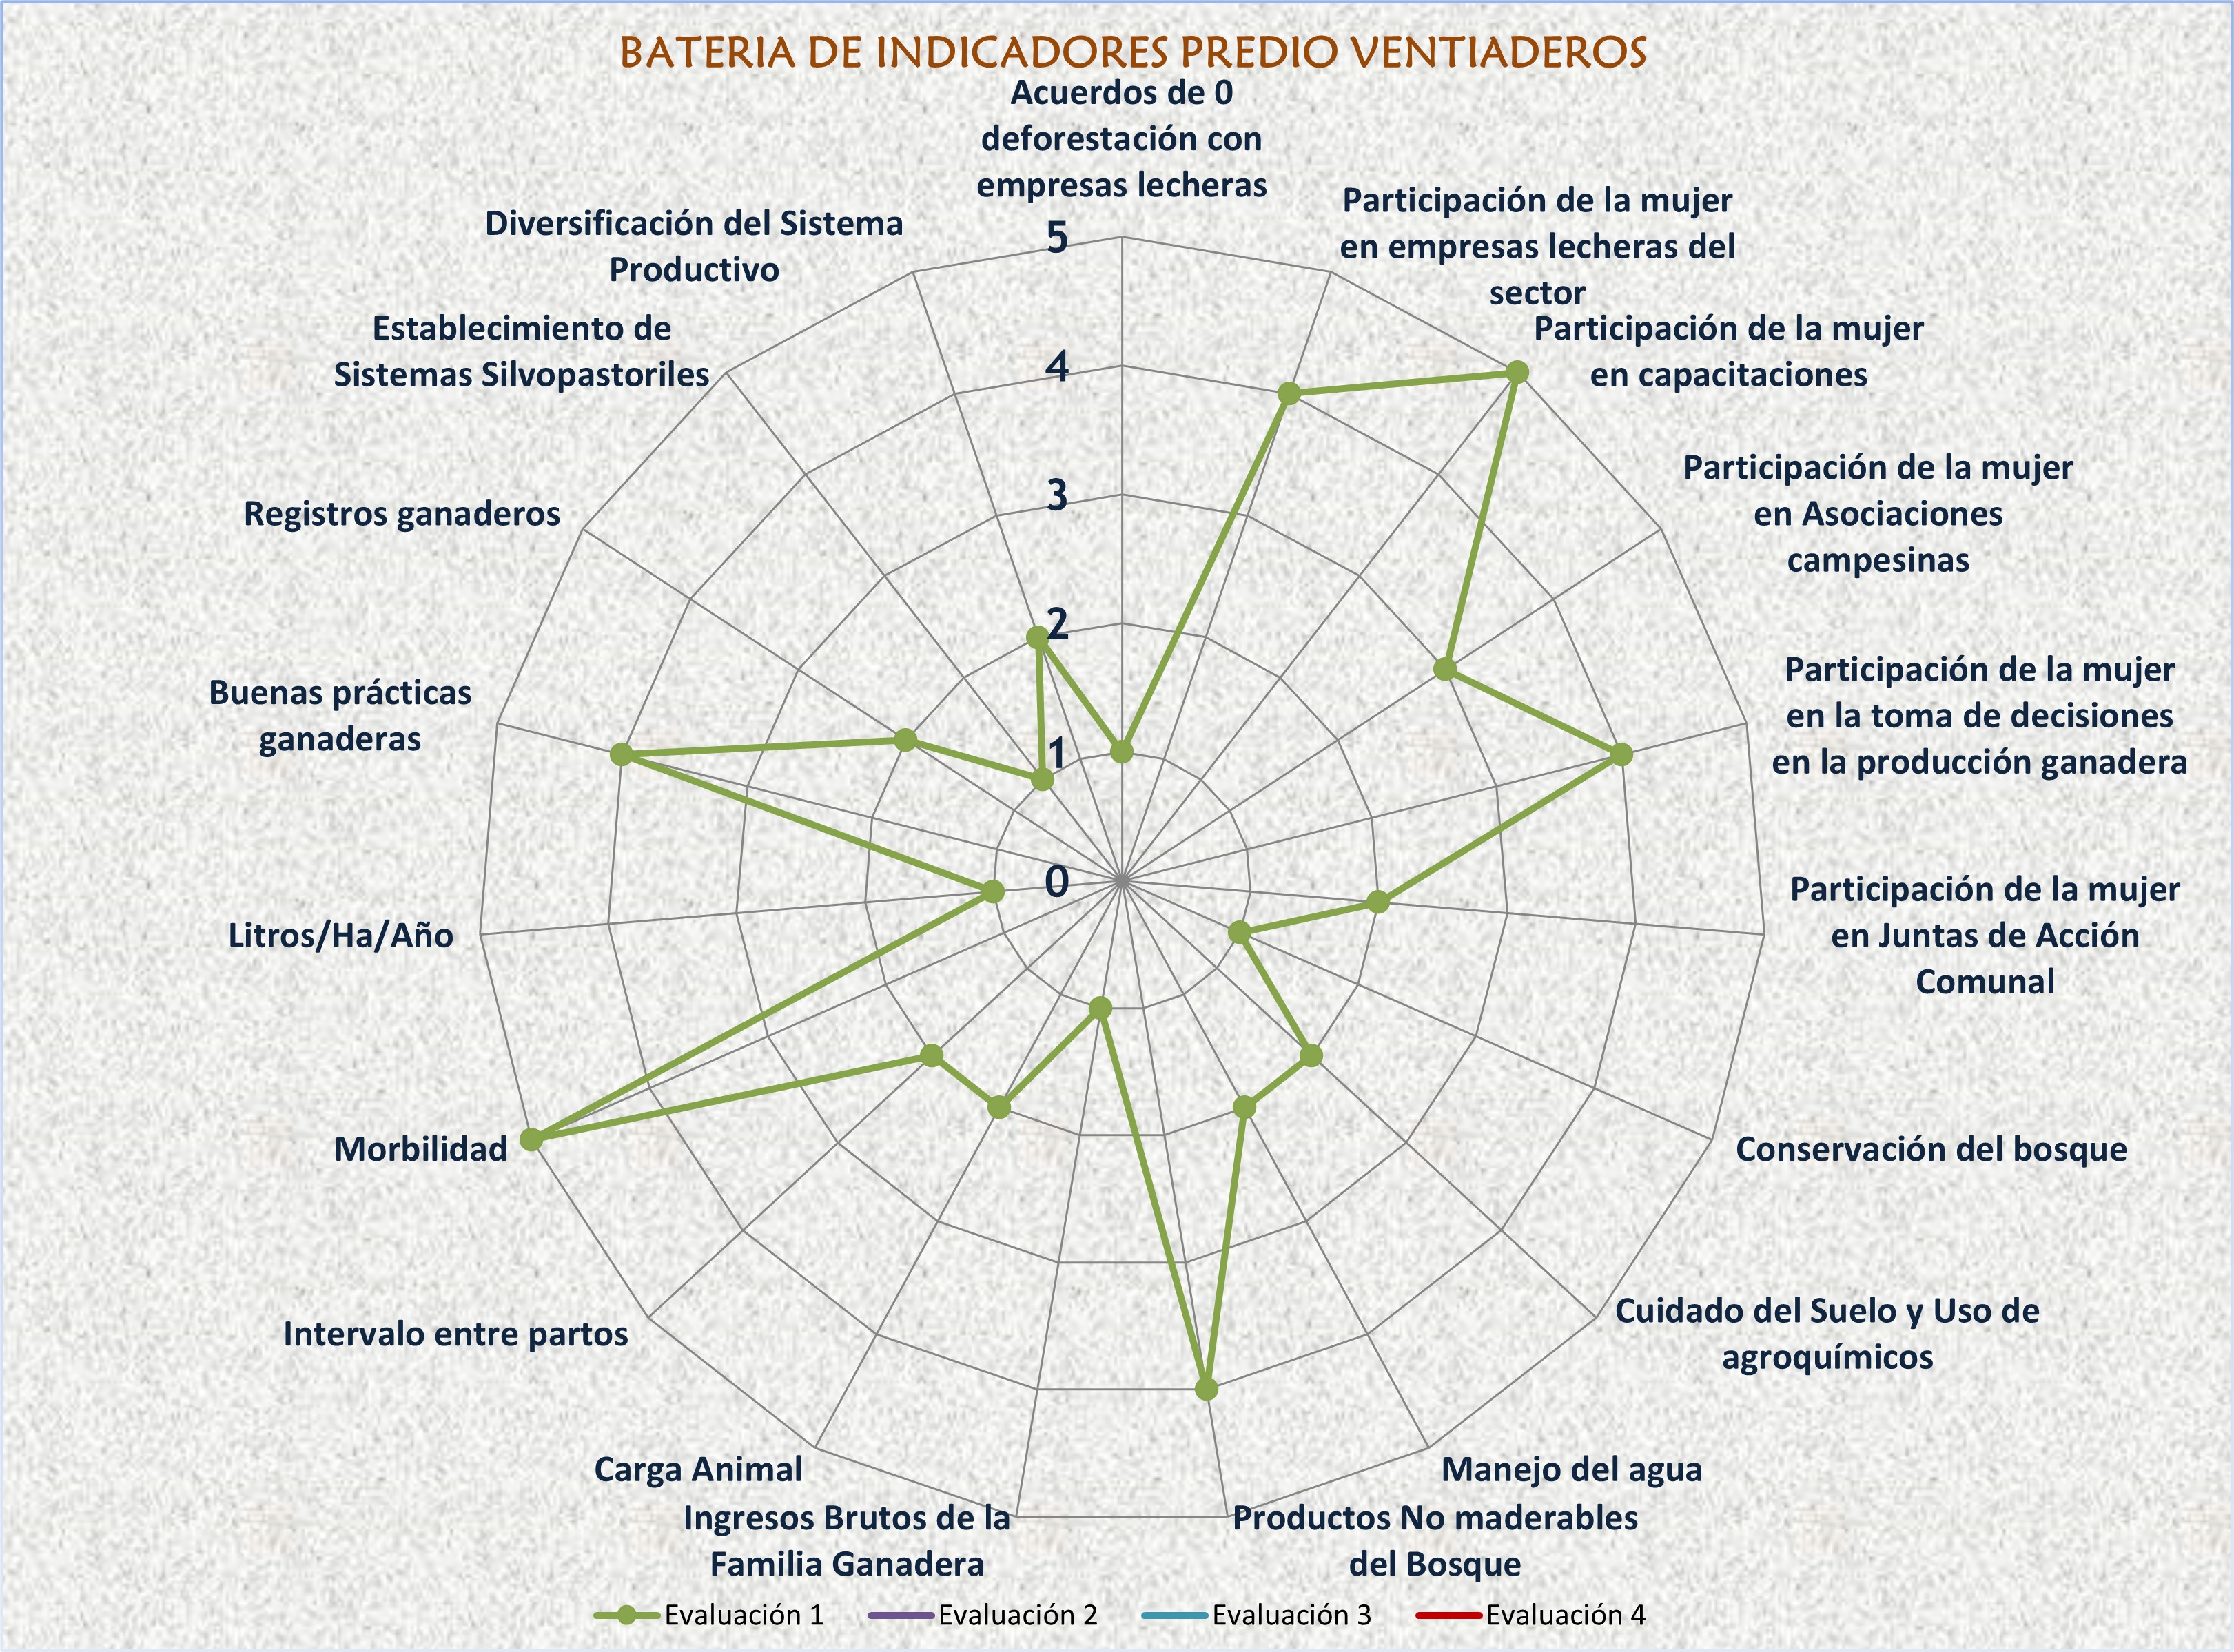 BATERIA DE INDICADORES PREDIO VENTIADEROS
Acuerdos de 0
deforestación con
empresas lecheras
Participación de la mujer
en empresas lecheras del
sector
Participación de la mujer
en capacitaciones
Participación de la mujer
en Asociaciones
campesinas
Participación de la mujer
en la toma de decisiones
en la producción ganadera
Participación de la mujer
en Juntas de Acción
Comunal
Conservación del bosque
Cuidado del Suelo y Uso de
agroquímicos
Manejo del agua
Productos No maderables
del Bosque
Ingresos Brutos de la
Familia Ganadera
Carga Animal
Intervalo entre partos
Morbilidad
Litros/Ha/Año
Buenas prácticas
ganaderas
Registros ganaderos
Establecimiento de
Sistemas Silvopastoriles
Diversificación del Sistema
Productivo
5
4
3
2
1
0
Evaluación 1
Evaluación 2
Evaluación 3
Evaluación 4